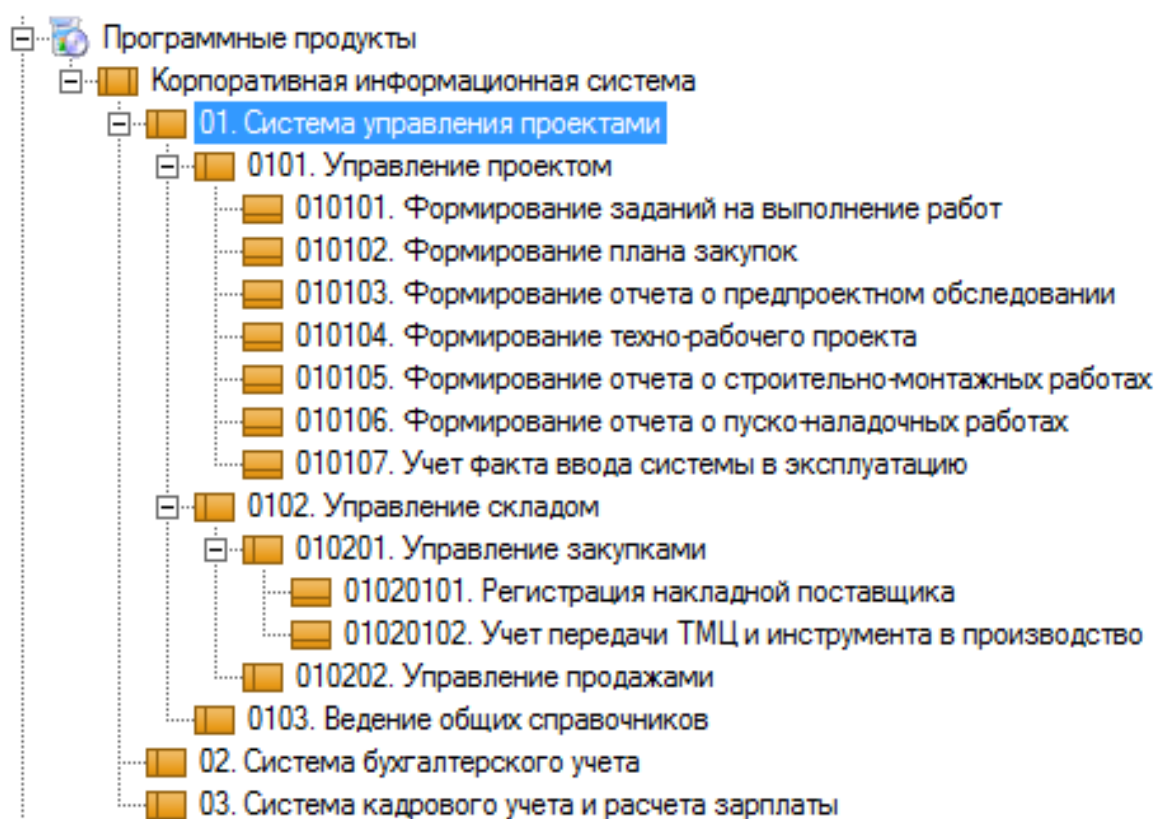 Программные продукты
Корпоративная информационная система
01. Система управления проектами
0101. Управление проектом
010101. Формирование заданий на выполнение работ
010102. Формирование плана закупок
010103. Формирование отчета о предпроектном обследовании
010104. Формирование техно-рабочего проекта
010105. Формирование отчета о строительно-монтажных работах
010106. Формирование отчета о пуско-наладочных работах
010107. Учет факта ввода системы в эксплуатацию
0102. Управление складом
010201. Управление закупками
01020101. Регистрация накладной поставщика
01020102. Учет передачи ТМЦ и инструмента в производство
010202. Управление продажами
0103. Ведение общих справочников
02. Система бухгалтерского учета
03. Система кадрового учета и расчета зарплаты